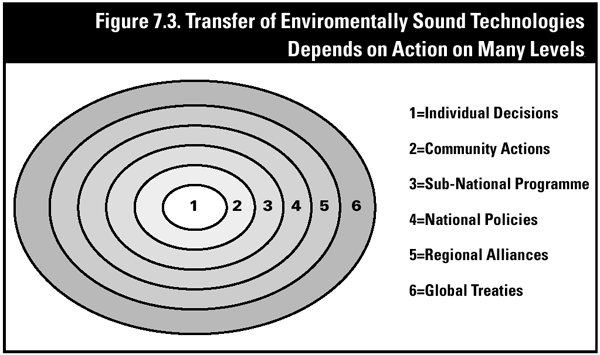 Figure 7.3. Transfer of Enviromentally Sound Technologies
Depends on Action on Many Levels
1 2 3 4 5 6
1=Individual Decisions
2=Community Actions
3=Sub-National Programme
4=National Policies
5=Regional Alliances
6=Global Treaties